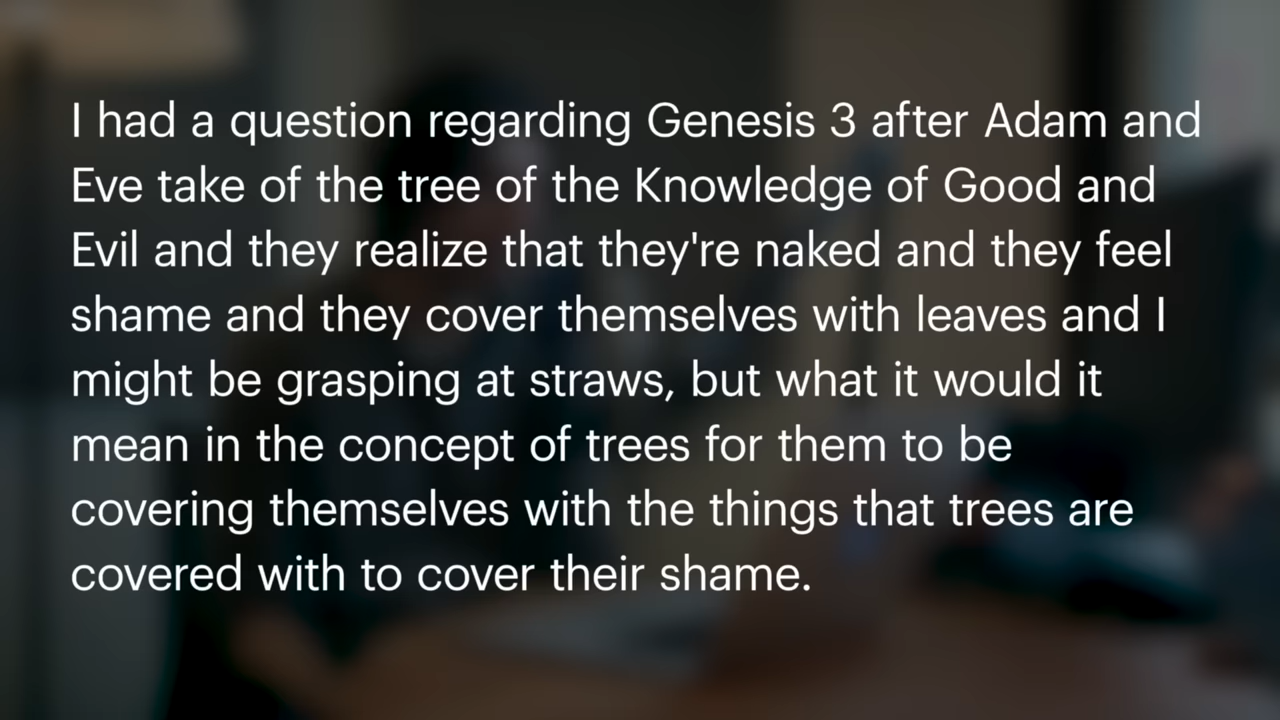 I had a question regarding Genesis 3 after Adam and
Eve take of the tree of the Knowledge of Good and
Evil and they realize that they're naked and they feel
shame and they cover themselves with leaves and I
might be grasping at straws, but what it would it
mean in the concept of trees for them to be
covering themselves with the things that trees are
covered with to cover their shame.